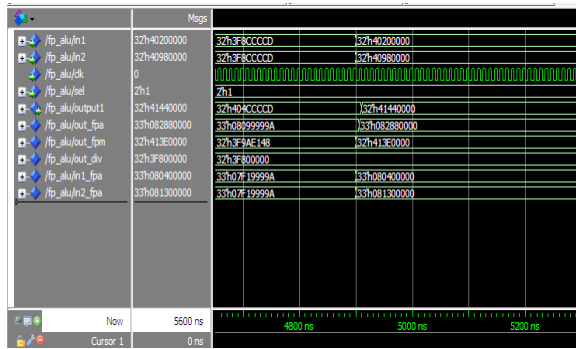 Msgs
/fp_alu/in1 32'h40200000 32'h3F8CCCCD 32'h40200000
/fp_alu/in2 32'h40980000 32'h3F8CCCCD 32'h40980000
/fp_alu/clk 0
/fp_alu/sel 2'h1 2'h1
/fp_alu/output1 32'h41440000 32'h404CCCCD 32'h41440000
/fp_alu/out_fpa 33'h082880000 33'h08099999A 33'h082880000
/fp_alu/out_fpm 32'h413E0000 32'h3F9AE148 32'h413E0000
/fp_alu/out_div 32'h3F800000 32'h3F800000
/fp_alu/in1_fpa 33'h080400000 33'h07F19999A 33'h080400000
/fp_alu/in2_fpa 33'h081300000 33'h07F19999A 33'h081300000
Now 5600 ns 4800 ns 5000 ns 5200 ns
Cursor 1 0 ns